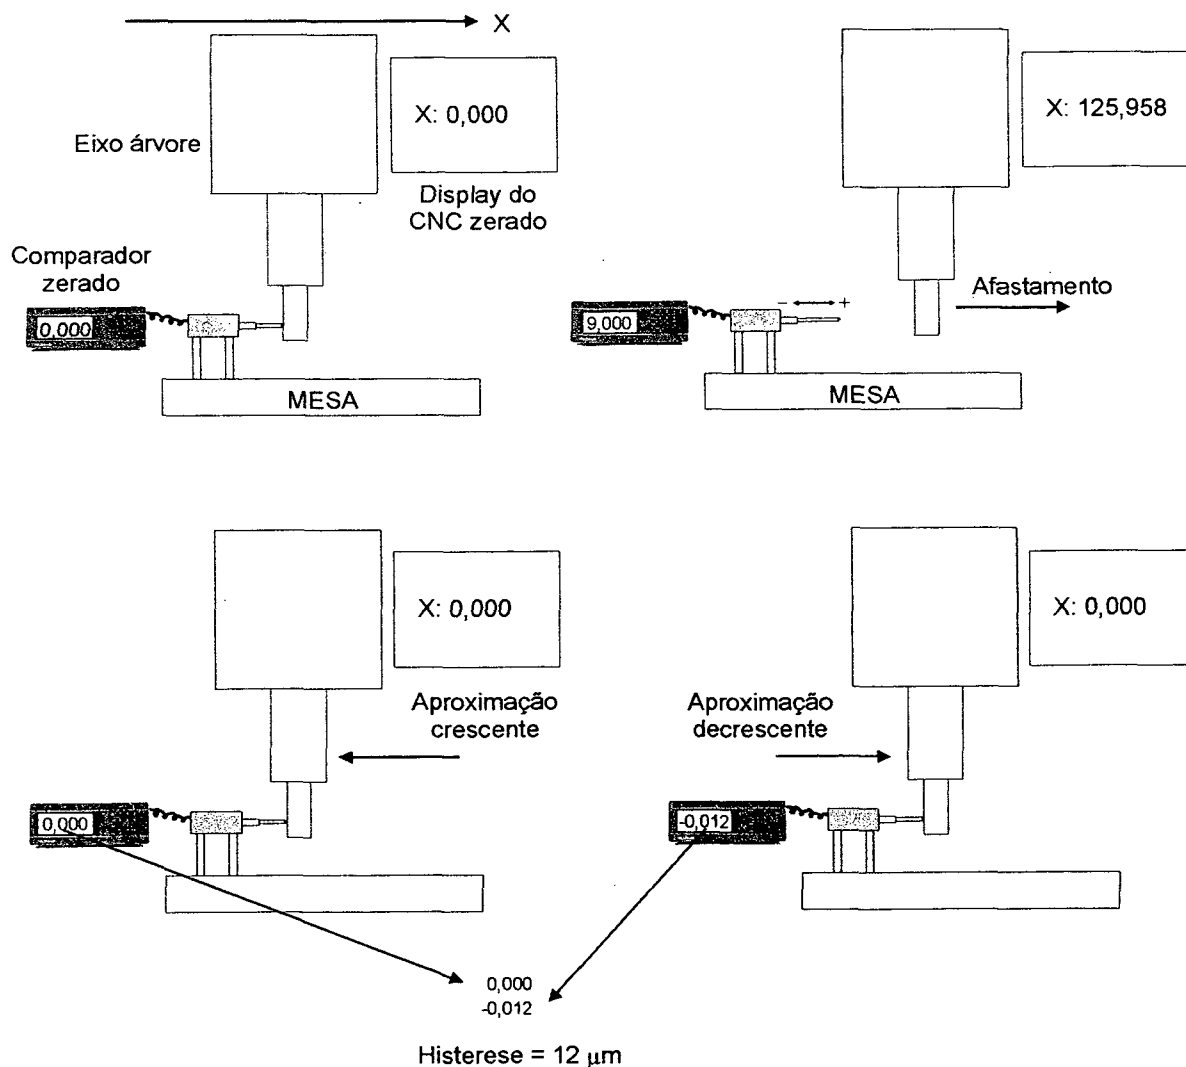 X
X: 0,000
Eixo árvore
Display do
CNC zerado
Comparador
zerado
0,000
MESA
X: 125,958
Afastamento
- +
9,000
MESA
X: 0,000
Aproximação
crescente
0,000
X: 0,000
Aproximação
decrescente
-0,012
0,000
-0,012
Histerese = 12 μm